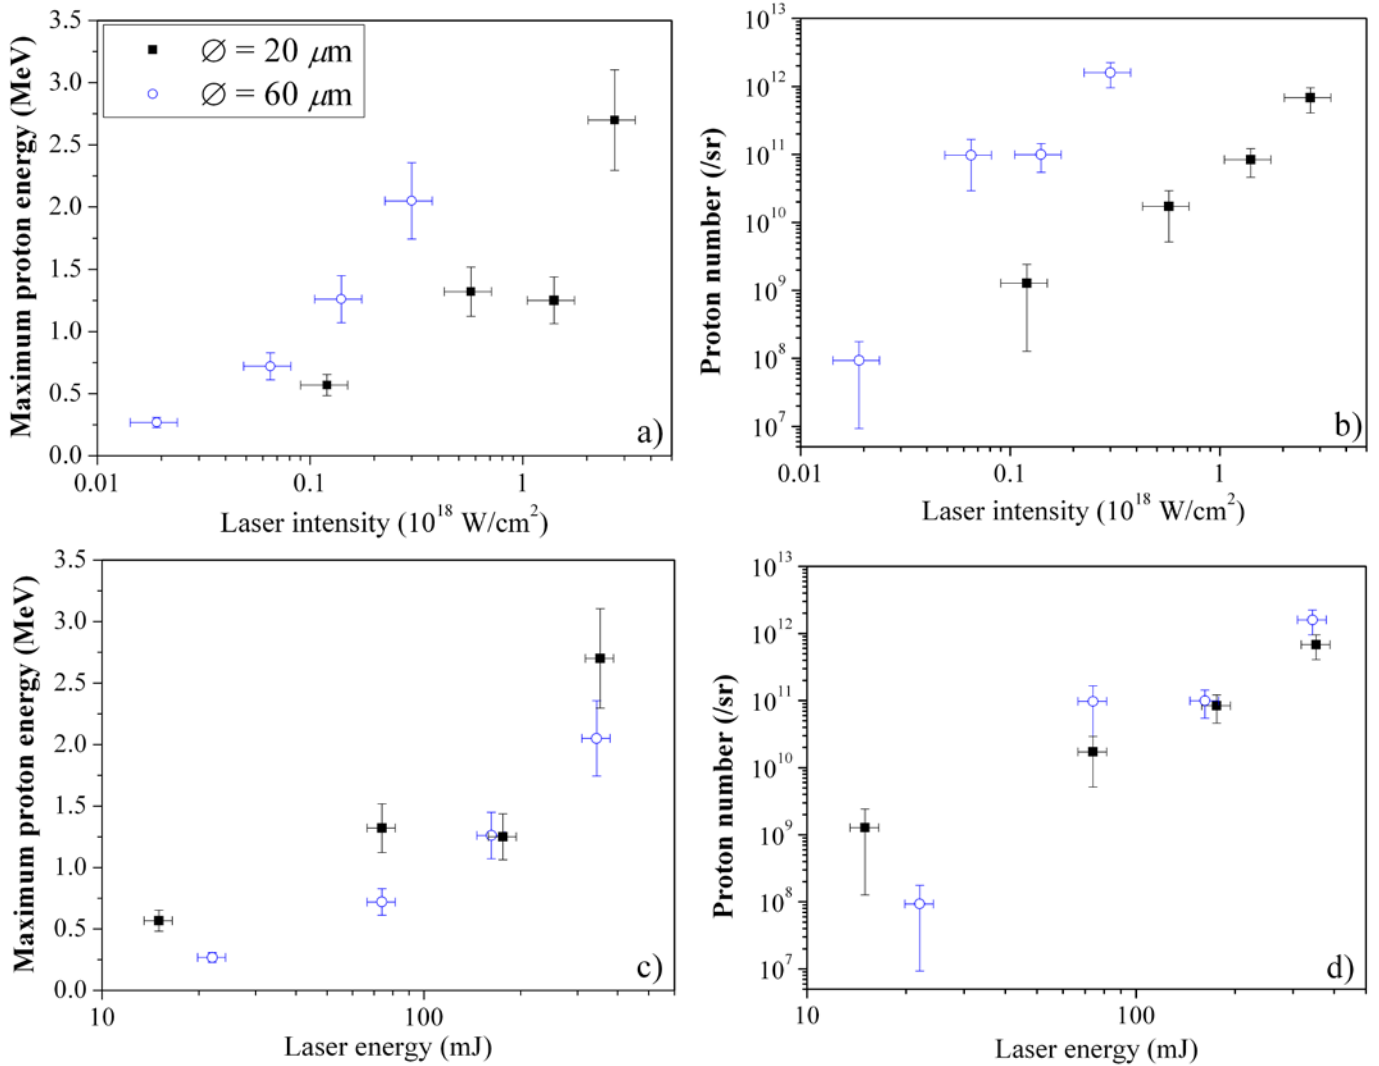 Maximum proton energy (MeV)
3.5
3.0
2.5
2.0
1.5
1.0
0.5
0.0
∅ = 20 μm
∅ = 60 μm
a)
0.01
0.1
1
Laser intensity (10¹⁸ W/cm²)
Proton number (/sr)
10¹³
10¹²
10¹¹
10¹⁰
10⁹
10⁸
10⁷
b)
0.01
0.1
1
Laser intensity (10¹⁸ W/cm²)
Maximum proton energy (MeV)
3.5
3.0
2.5
2.0
1.5
1.0
0.5
0.0
c)
10
100
Laser energy (mJ)
Proton number (/sr)
10¹³
10¹²
10¹¹
10¹⁰
10⁹
10⁸
10⁷
d)
10
100
Laser energy (mJ)